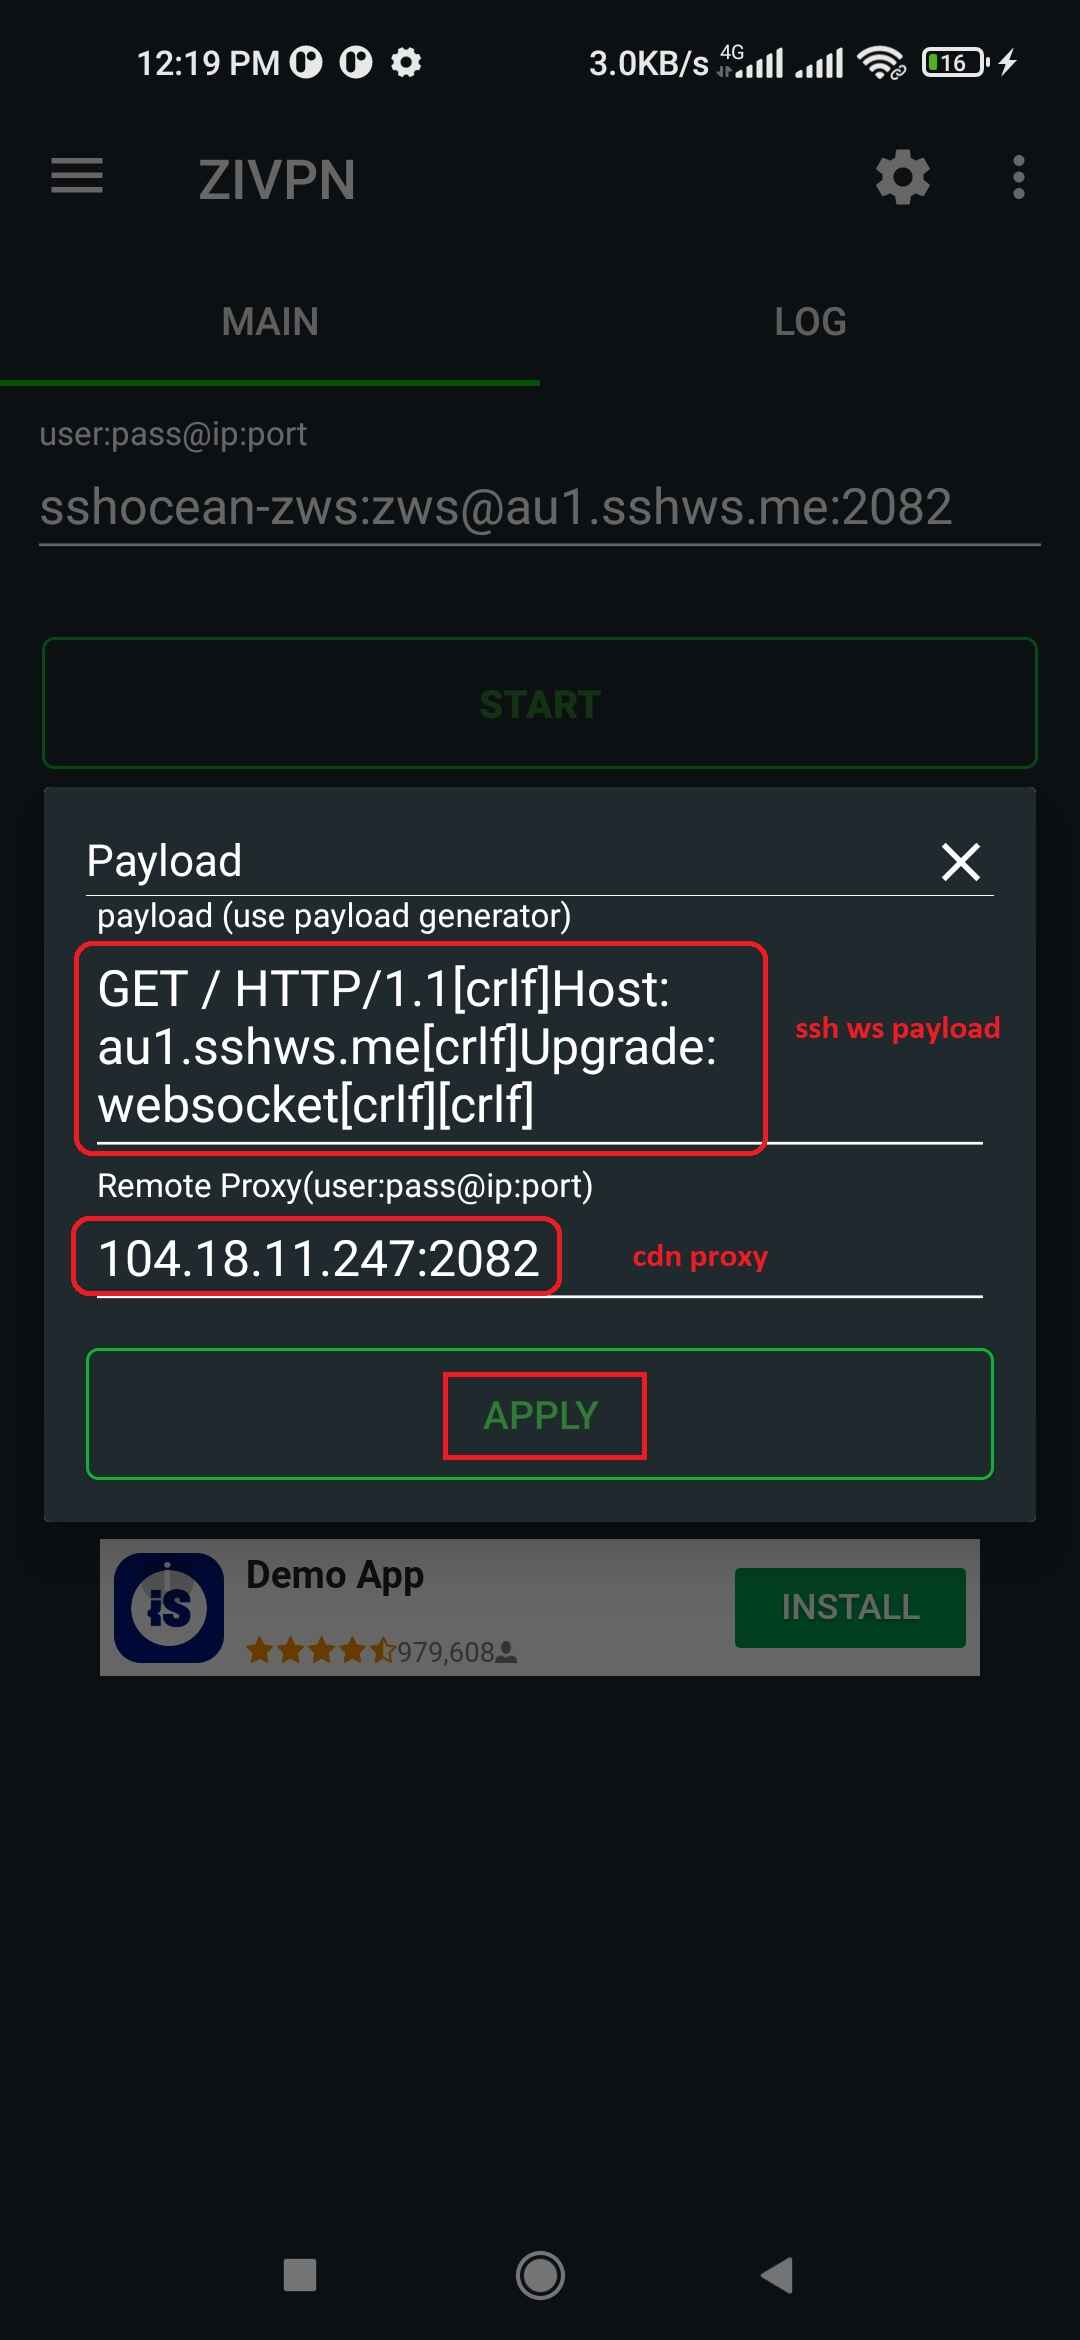 12:19 PM
3.0KB/s 4G 16
ZIVPN
MAIN
LOG
user:pass@ip:port
sshocean-zws:zws@au1.sshws.me:2082
START
Payload
payload (use payload generator)
GET / HTTP/1.1[crlf]Host:
au1.sshws.me[crlf]Upgrade:
websocket[crlf][crlf]
ssh ws payload
Remote Proxy(user:pass@ip:port)
104.18.11.247:2082
cdn proxy
APPLY
iS
Demo App
979,608
INSTALL